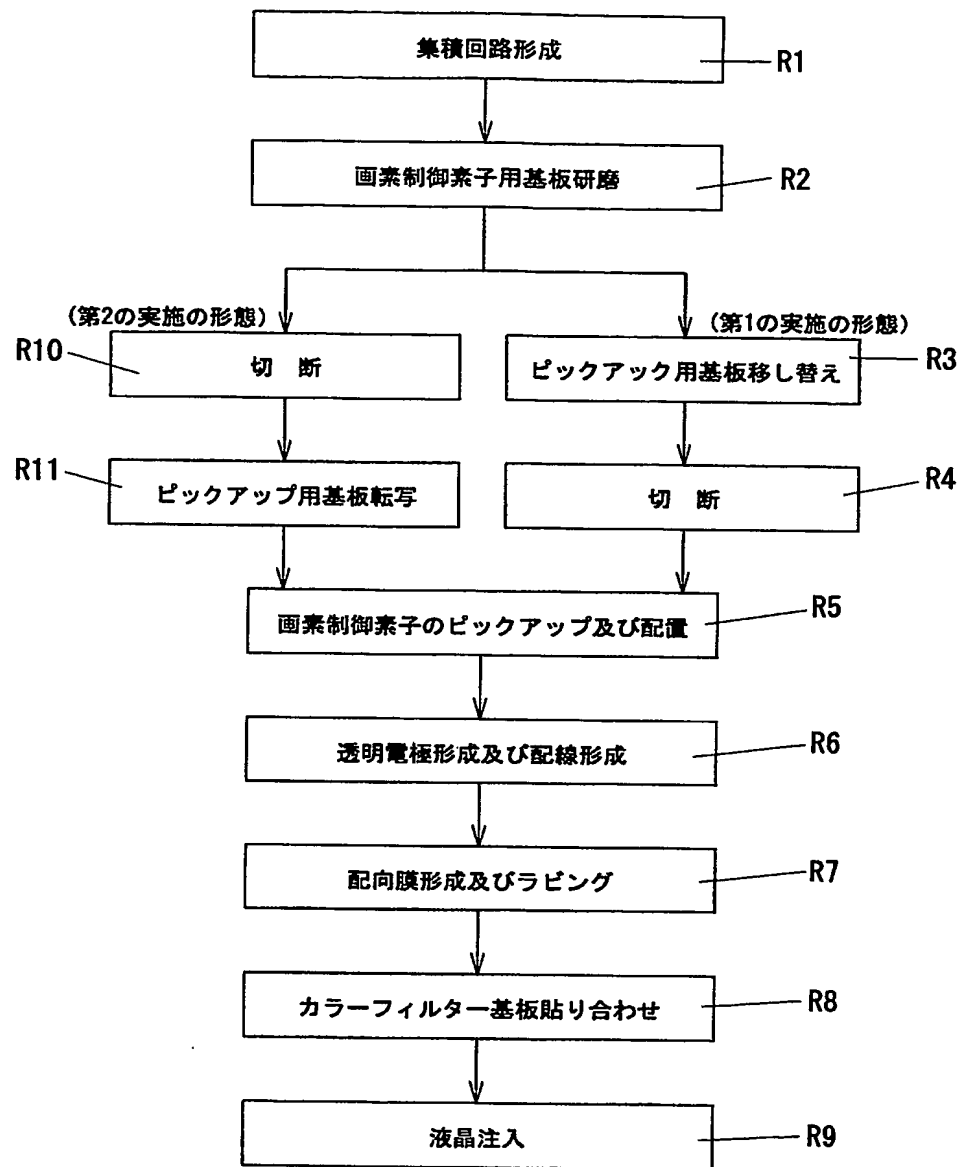 集積回路形成
R1
画素制御素子用基板研磨
R2
(第2の実施の形態)
(第1の実施の形態)
R10
切 断
ピックアック用基板移し替え
R3
R11
ピックアップ用基板転写
切 断
R4
画素制御素子のピックアップ及び配置
R5
透明電極形成及び配線形成
R6
配向膜形成及びラビング
R7
カラーフィルター基板貼り合わせ
R8
液晶注入
R9